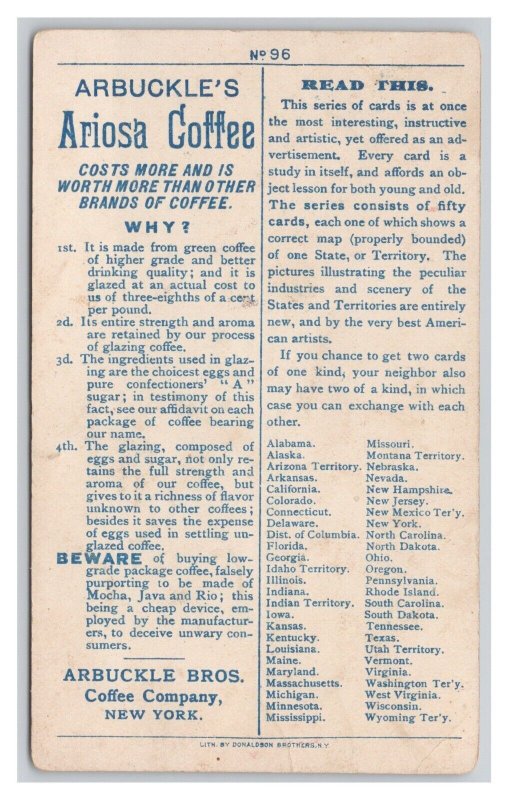 No 96
ARBUCKLE'S
Ariosa Coffee
COSTS MORE AND IS
WORTH MORE THAN OTHER
BRANDS OF COFFEE.
WHY?
1st. It is made from green coffee
of higher grade and better
drinking quality; and it is
glazed at an actual cost to
us of three-eighths of a cent
per pound.
2d. Its entire strength and aroma
are retained by our process
of glazing coffee.
3d. The ingredients used in glaz-
ing are the choicest eggs and
pure confectioners' "A"
sugar; in testimony of this
fact, see our affidavit on each
package of coffee bearing
our name.
4th. The glazing, composed of
eggs and sugar, not only re-
tains the full strength and
aroma of our coffee, but
gives to it a richness of flavor
unknown to other coffees;
besides it saves the expense
of eggs used in settling un-
glazed coffee.
BEWARE of buying low-
grade package coffee, falsely
purporting to be made of
Mocha, Java and Rio; this
being a cheap device, em-
ployed by the manufactur-
ers, to deceive unwary con-
sumers.
ARBUCKLE BROS.
Coffee Company,
NEW YORK.
READ THIS.
This series of cards is at once
the most interesting, instructive
and artistic, yet offered as an ad-
vertisement. Every card is a
study in itself, and affords an ob-
ject lesson for both young and old.
The series consists of fifty
cards, each one of which shows a
correct map (properly bounded)
of one State, or Territory. The
pictures illustrating the peculiar
industries and scenery of the
States and Territories are entirely
new, and by the very best Ameri-
can artists.
If you chance to get two cards
of one kind, your neighbor also
may have two of a kind, in which
case you can exchange with each
other.
Alabama.
Alaska.
Arizona Territory.
Arkansas.
California.
Colorado.
Connecticut.
Delaware.
Dist. of Columbia.
Florida.
Georgia.
Idaho Territory.
Illinois.
Indiana.
Indian Territory.
Iowa.
Kansas.
Kentucky.
Louisiana.
Maine.
Maryland.
Massachusetts.
Michigan.
Minnesota.
Mississippi.
Missouri.
Montana Territory.
Nebraska.
Nevada.
New Hampshire.
New Jersey.
New Mexico Ter'y.
New York.
North Carolina.
North Dakota.
Ohio.
Oregon.
Pennsylvania.
Rhode Island.
South Carolina.
South Dakota.
Tennessee.
Texas.
Utah Territory.
Vermont.
Virginia.
Washington Ter'y.
West Virginia.
Wisconsin.
Wyoming Ter'y.
LITH. BY DONALDSON BROTHERS, N.Y